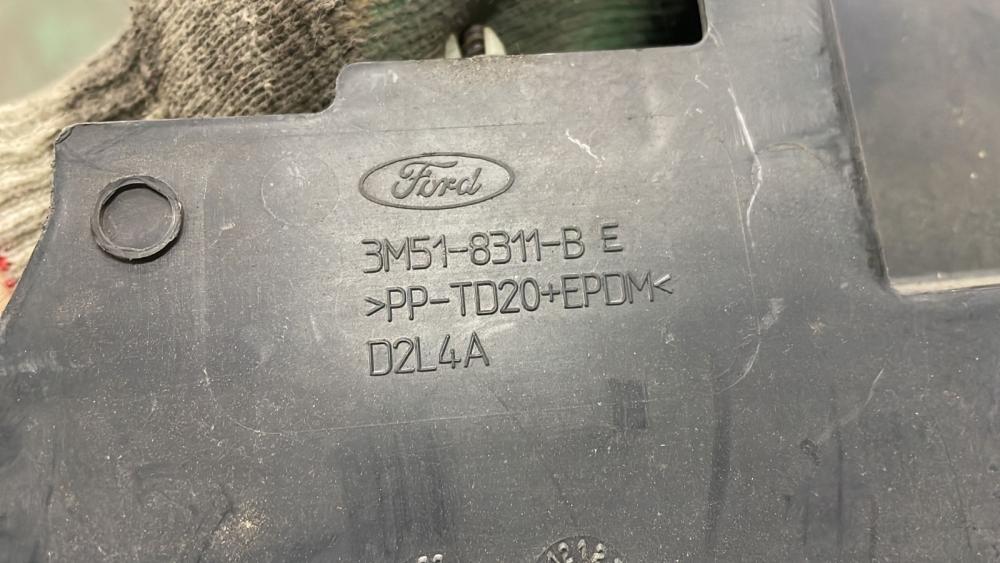 Ford
3M51-8311-B E
>PP-TD20+EPDM<
D2L4A